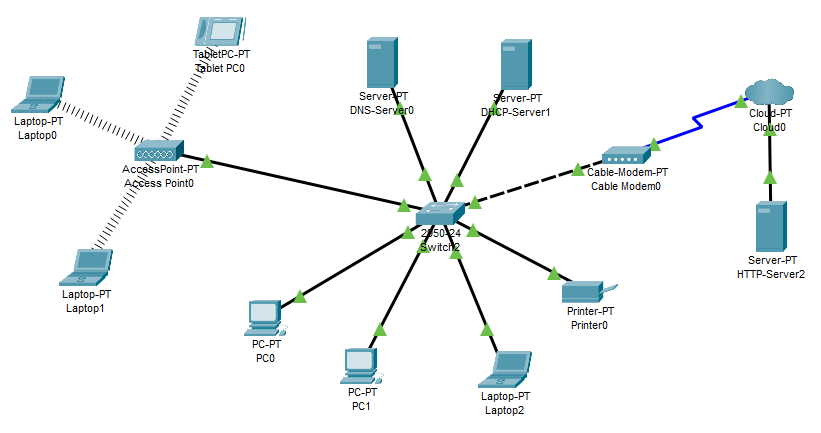 TabletPC-PT
Tablet PC0
Server-PT
DNS-Server0
Server-PT
DHCP-Server1
Cloud-PT
Cloud0
Laptop-PT
Laptop0
AccessPoint-PT
Access Point0
Cable-Modem-PT
Cable Modem0
2950-24
Switch2
Server-PT
HTTP-Server2
Laptop-PT
Laptop1
Printer-PT
Printer0
PC-PT
PC0
PC-PT
PC1
Laptop-PT
Laptop2